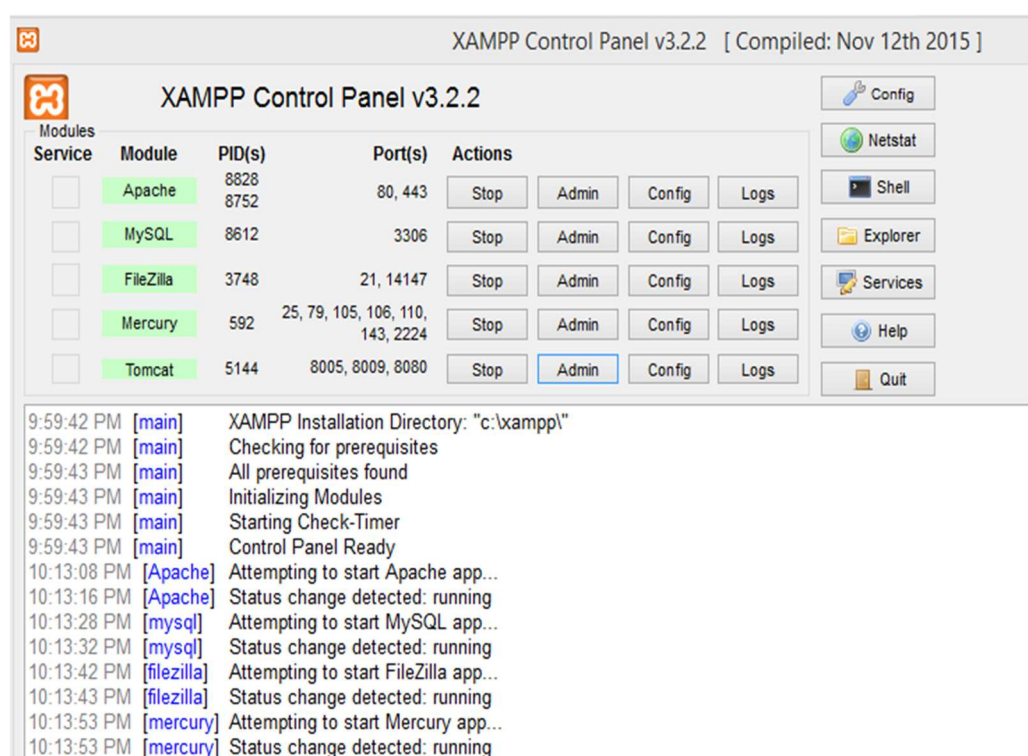 XAMPP Control Panel v3.2.2 [ Compiled: Nov 12th 2015 ]
XAMPP Control Panel v3.2.2
Config
Modules
Service Module PID(s) Port(s) Actions
Netstat
Apache 8828 8752 80, 443 Stop Admin Config Logs
Shell
MySQL 8612 3306 Stop Admin Config Logs
Explorer
FileZilla 3748 21, 14147 Stop Admin Config Logs
Services
Mercury 592 25, 79, 105, 106, 110, 143, 2224 Stop Admin Config Logs
Help
Tomcat 5144 8005, 8009, 8080 Stop Admin Config Logs
Quit
9:59:42 PM [main] XAMPP Installation Directory: "c:\xampp\"
9:59:42 PM [main] Checking for prerequisites
9:59:43 PM [main] All prerequisites found
9:59:43 PM [main] Initializing Modules
9:59:43 PM [main] Starting Check-Timer
9:59:43 PM [main] Control Panel Ready
10:13:08 PM [Apache] Attempting to start Apache app...
10:13:16 PM [Apache] Status change detected: running
10:13:28 PM [mysql] Attempting to start MySQL app...
10:13:32 PM [mysql] Status change detected: running
10:13:42 PM [filezilla] Attempting to start FileZilla app...
10:13:43 PM [filezilla] Status change detected: running
10:13:53 PM [mercury] Attempting to start Mercury app...
10:13:53 PM [mercury] Status change detected: running